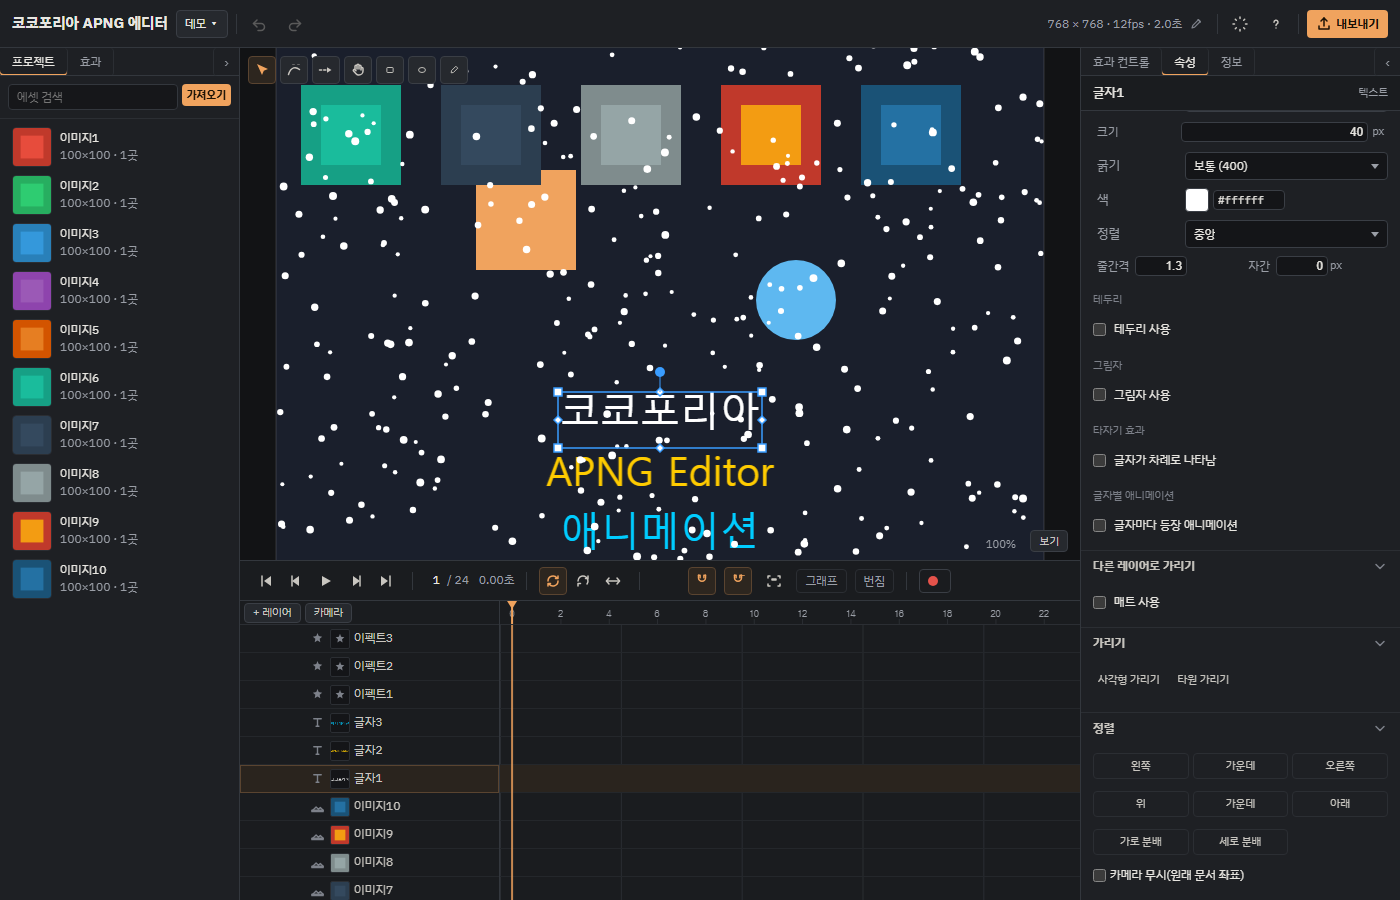 코코포리아 APNG 에디터
데모
768 × 768 · 12fps · 2.0초
?
내보내기
프로젝트
효과
에셋 검색
가져오기
이미지1
100×100 · 1곳
이미지2
100×100 · 1곳
이미지3
100×100 · 1곳
이미지4
100×100 · 1곳
이미지5
100×100 · 1곳
이미지6
100×100 · 1곳
이미지7
100×100 · 1곳
이미지8
100×100 · 1곳
이미지9
100×100 · 1곳
이미지10
100×100 · 1곳
코코포리아
APNG Editor
애니메이션
100%
보기
1 / 24 0.00초
그래프
번짐
+ 레이어
카메라
0 2 4 6 8 10 12 14 16 18 20 22
이펙트3
이펙트2
이펙트1
T 글자3
T 글자2
T 글자1
이미지10
이미지9
이미지8
이미지7
효과 컨트롤
속성
정보
글자1
텍스트
크기 40 px
굵기 보통 (400)
색 #ffffff
정렬 중앙
줄간격 1.3 자간 0 px
테두리
테두리 사용
그림자
그림자 사용
타자기 효과
글자가 차례로 나타남
글자별 애니메이션
글자마다 등장 애니메이션
다른 레이어로 가리기
매트 사용
가리기
사각형 가리기 타원 가리기
정렬
왼쪽 가운데 오른쪽
위 가운데 아래
가로 분배 세로 분배
카메라 무시(원래 문서 좌표)